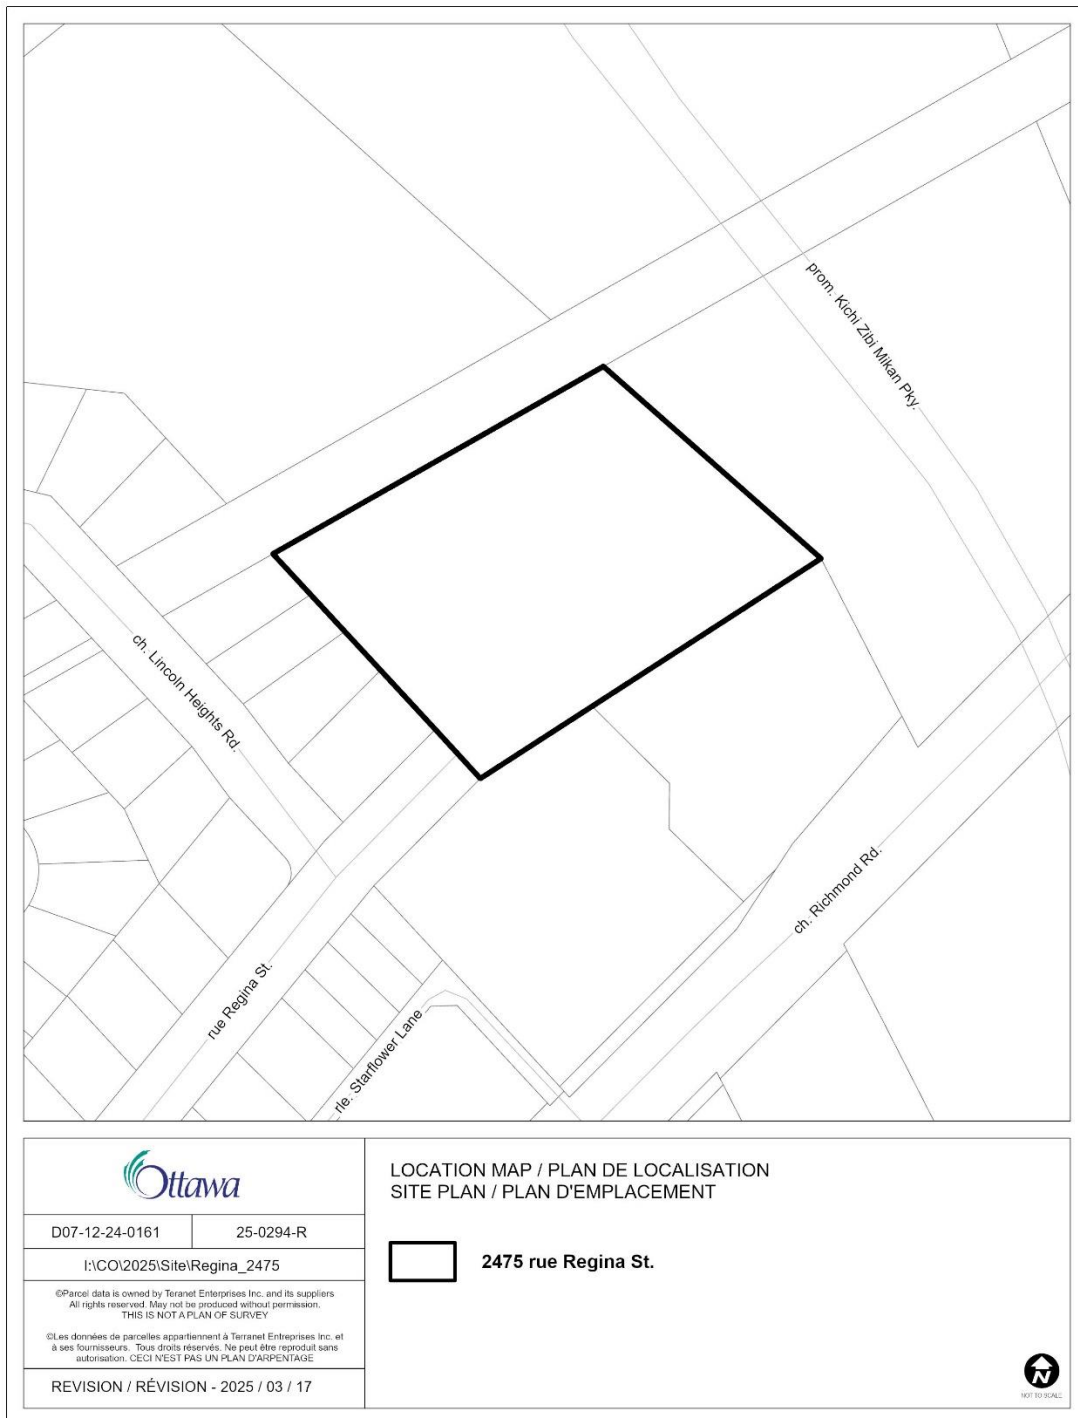 prom. Kichi Zibi Mikan Pky.
ch. Lincoln Heights Rd.
ch. Richmond Rd.
rue Regina St.
rle. Starflower Lane
Ottawa
D07-12-24-0161
25-0294-R
I:\CO\2025\Site\Regina_2475
©Parcel data is owned by Teranet Enterprises Inc. and its suppliers
All rights reserved. May not be produced without permission.
THIS IS NOT A PLAN OF SURVEY
©Les données de parcelles appartiennent à Terranet Entreprises Inc. et
à ses fournisseurs. Tous droits réservés. Ne peut être reproduit sans
autorisation. CECI N'EST PAS UN PLAN D'ARPENTAGE
REVISION / RÉVISION - 2025 / 03 / 17
LOCATION MAP / PLAN DE LOCALISATION
SITE PLAN / PLAN D'EMPLACEMENT
2475 rue Regina St.
N
NOT TO SCALE